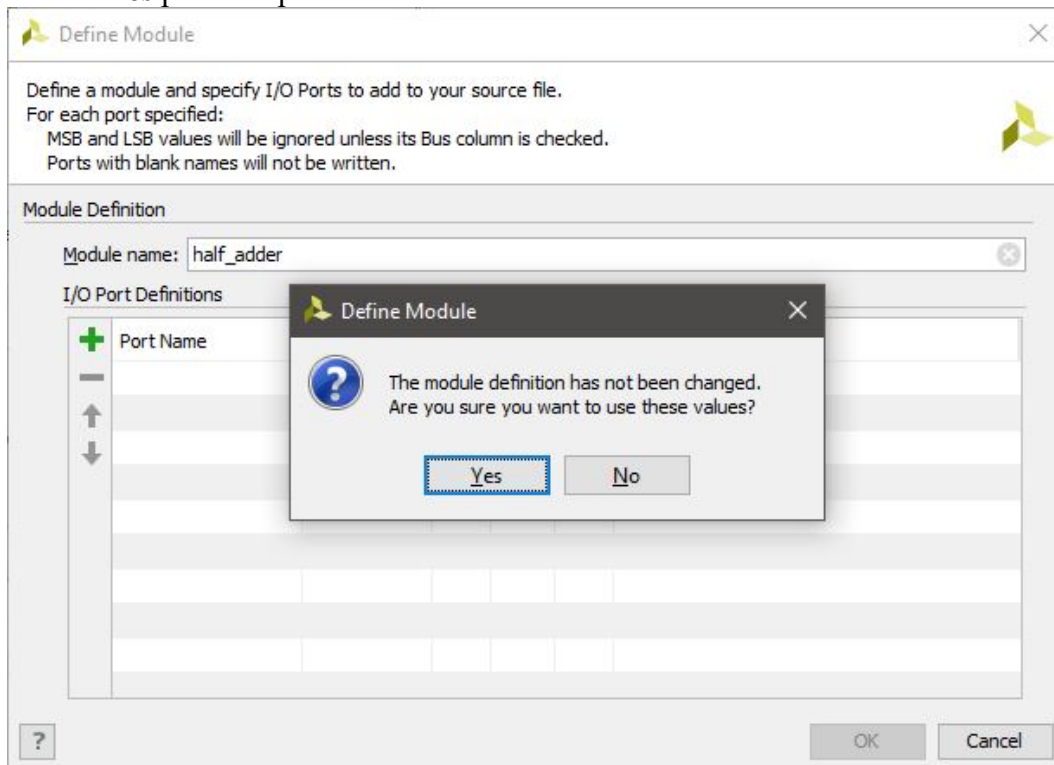 Define Module
Define a module and specify I/O Ports to add to your source file.
For each port specified:
MSB and LSB values will be ignored unless its Bus column is checked.
Ports with blank names will not be written.
Module Definition
Module name: half_adder
I/O Port Definitions
Port Name
Define Module
The module definition has not been changed.
Are you sure you want to use these values?
Yes No
? OK Cancel